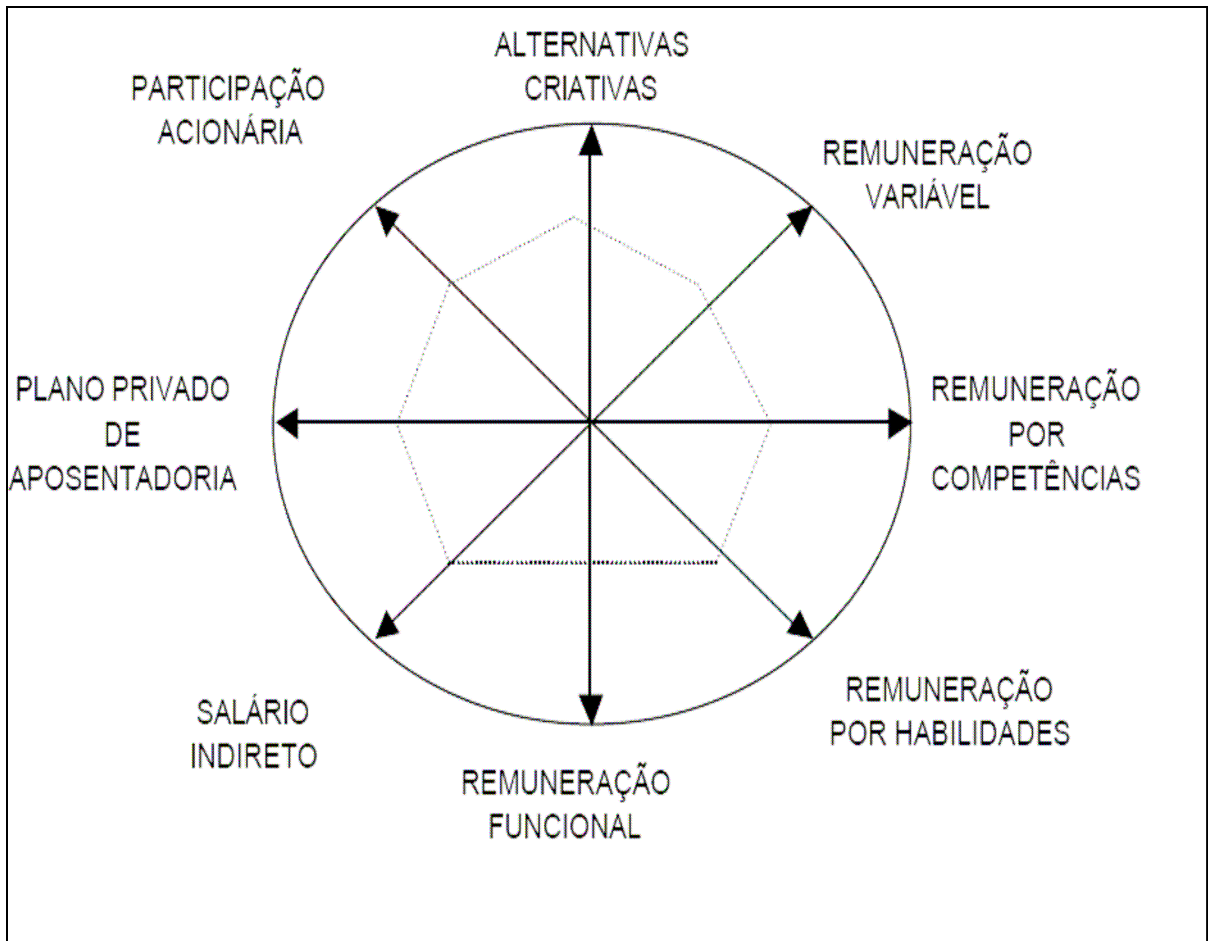 ALTERNATIVAS
CRIATIVAS
PARTICIPAÇÃO
ACIONÁRIA
REMUNERAÇÃO
VARIÁVEL
PLANO PRIVADO
DE
APOSENTADORIA
REMUNERAÇÃO
POR
COMPETÊNCIAS
SALÁRIO
INDIRETO
REMUNERAÇÃO
POR HABILIDADES
REMUNERAÇÃO
FUNCIONAL